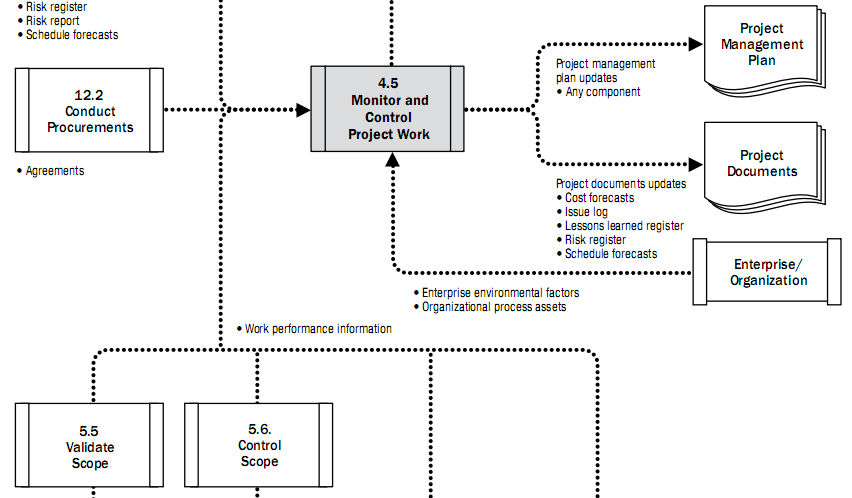 • Risk register
• Risk report
• Schedule forecasts
12.2
Conduct
Procurements
• Agreements
4.5
Monitor and
Control
Project Work
Project management
plan updates
• Any component
Project
Management
Plan
Project documents updates
• Cost forecasts
• Issue log
• Lessons learned register
• Risk register
• Schedule forecasts
Project
Documents
Enterprise/
Organization
• Enterprise environmental factors
• Organizational process assets
• Work performance information
5.5
Validate
Scope
5.6.
Control
Scope